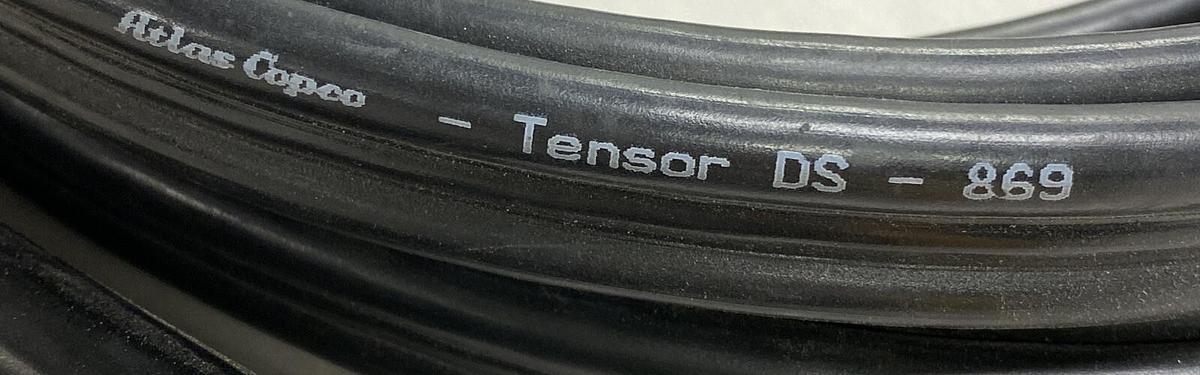 Atlas Copco - Tensor DS - 869